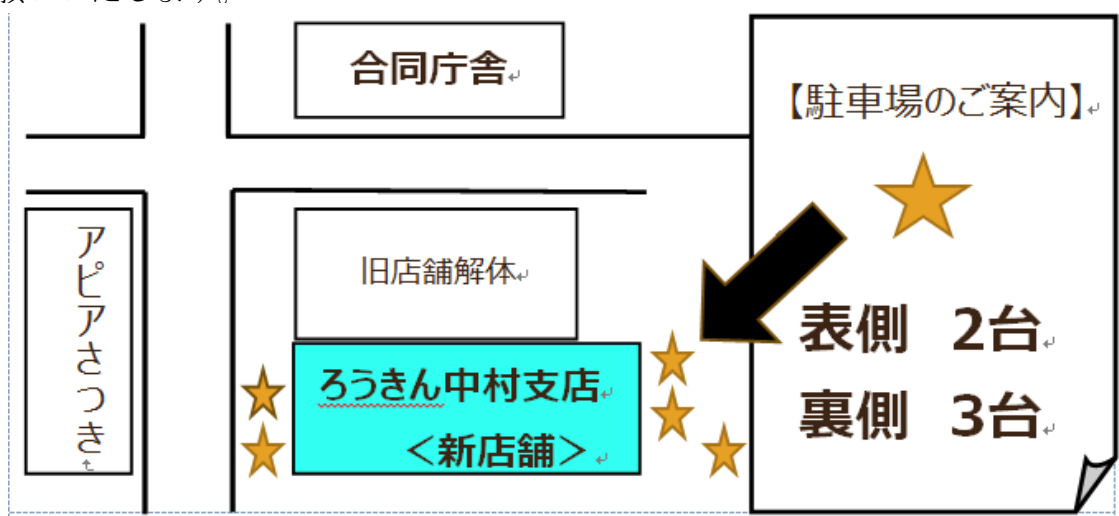 合同庁舎
【駐車場のご案内】
アピアさつき
旧店舗解体
表側 2台
ろうきん中村支店
裏側 3台
<新店舗>